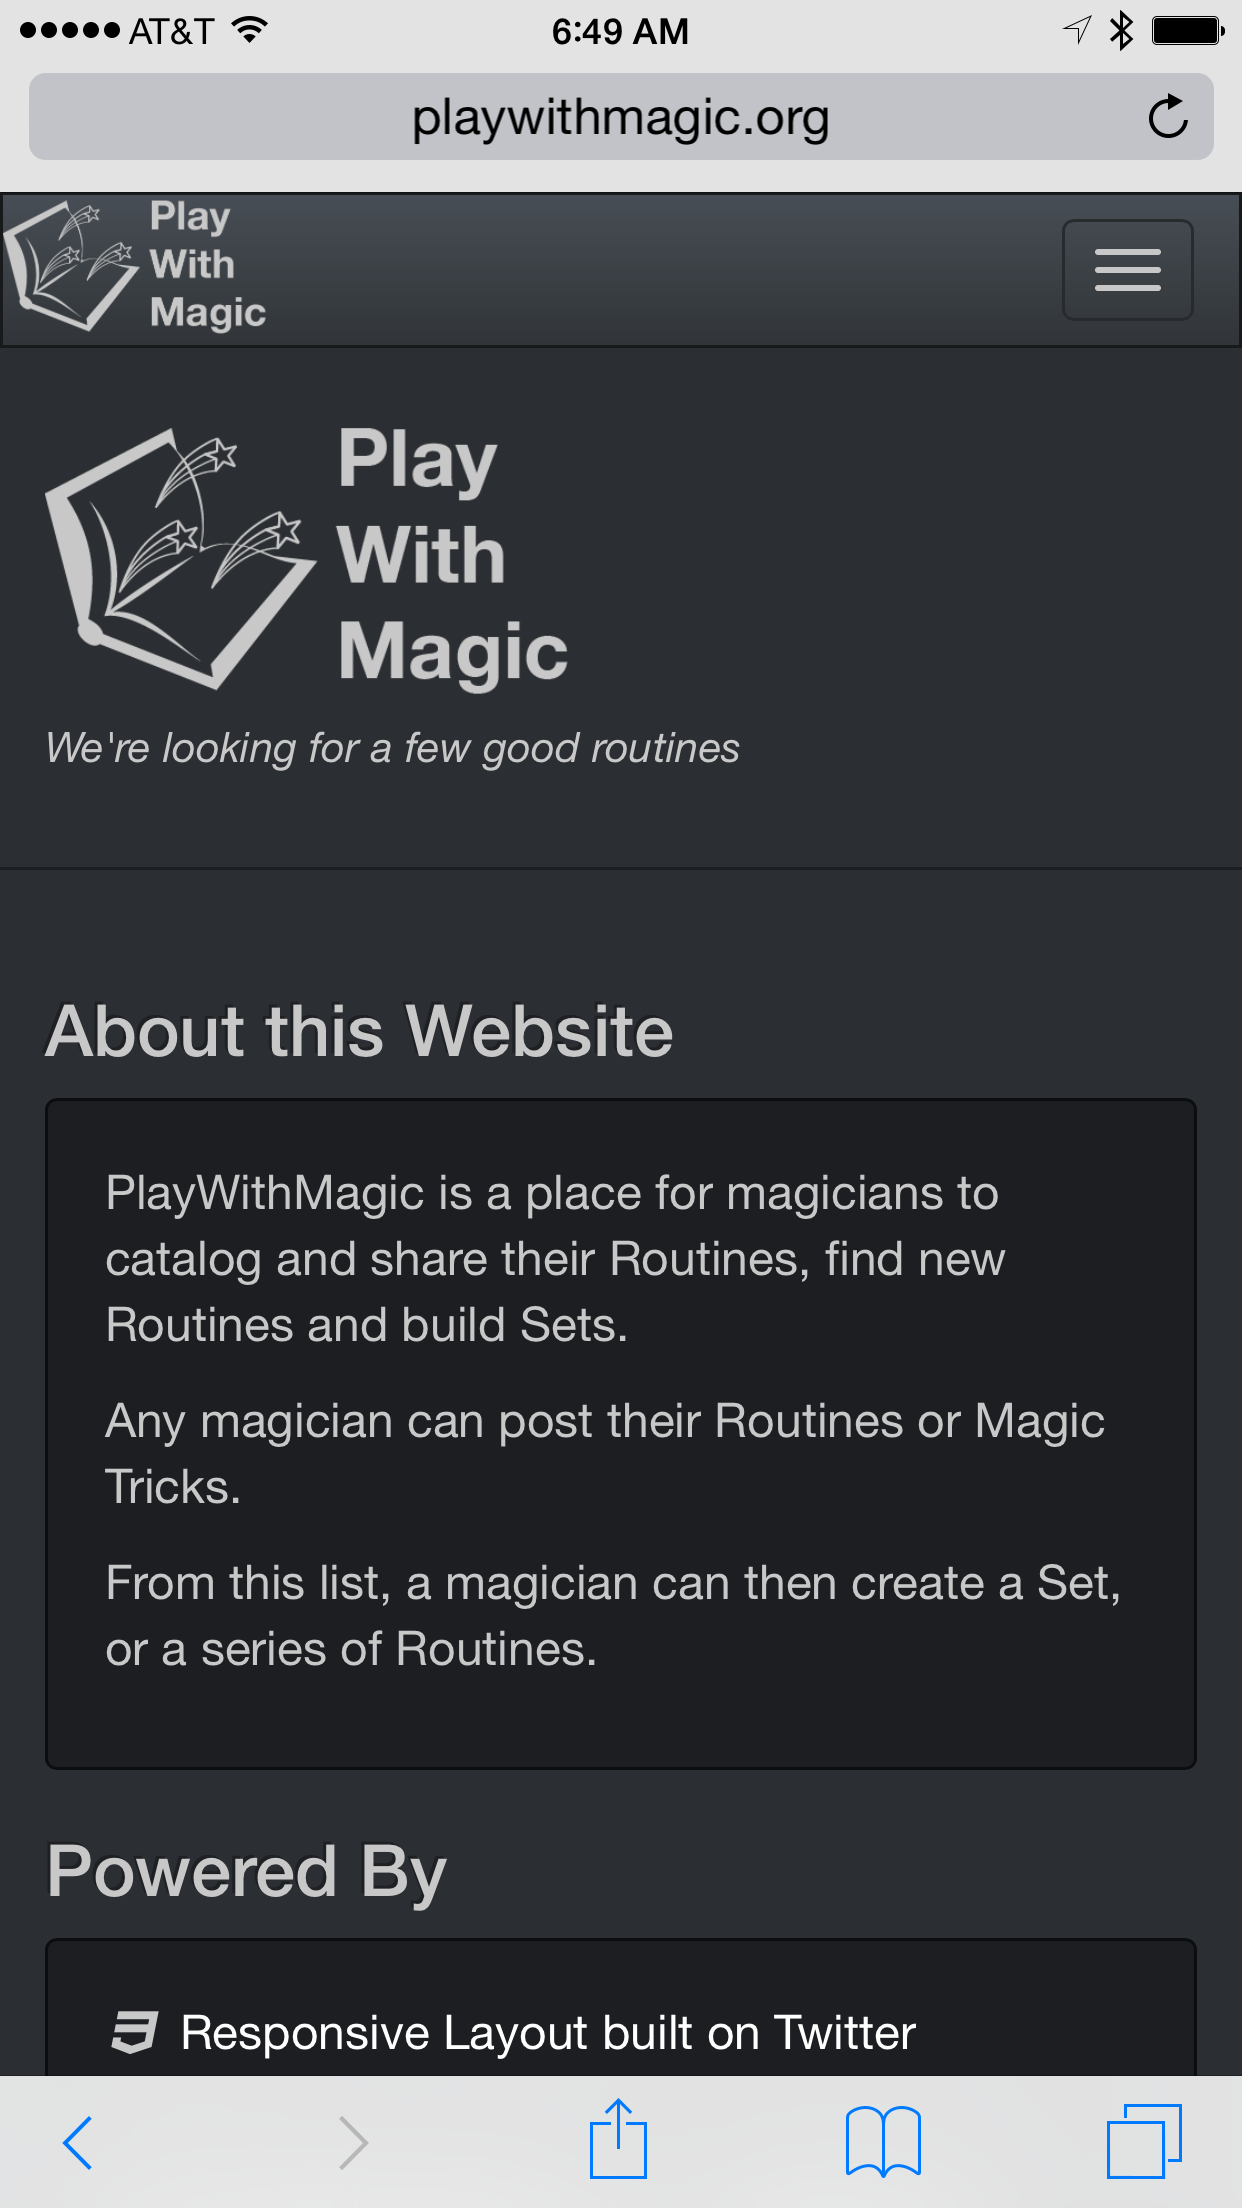 AT&T
6:49 AM
playwithmagic.org
Play
With
Magic
Play
With
Magic
We're looking for a few good routines
About this Website
PlayWithMagic is a place for magicians to
catalog and share their Routines, find new
Routines and build Sets.
Any magician can post their Routines or Magic
Tricks.
From this list, a magician can then create a Set,
or a series of Routines.
Powered By
Responsive Layout built on Twitter